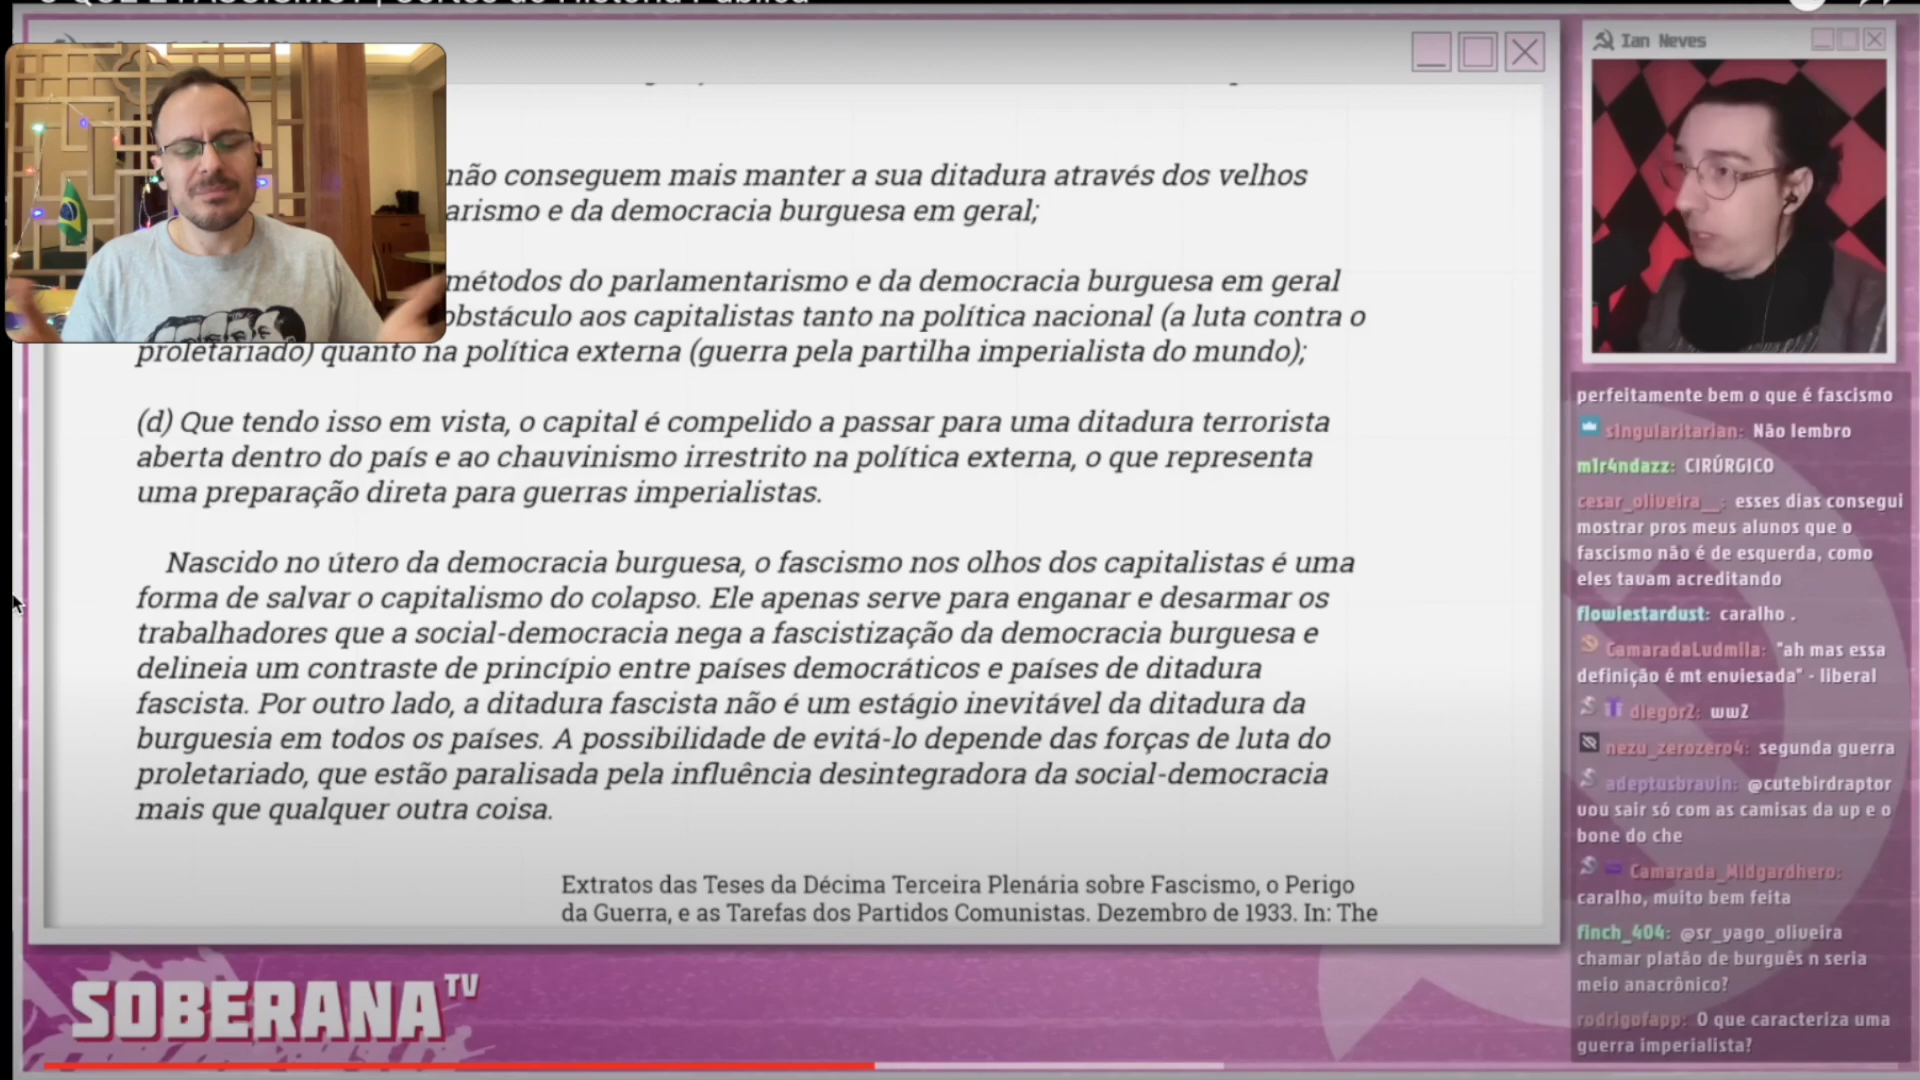 não conseguem mais manter a sua ditadura através dos velhos
arismo e da democracia burguesa em geral;
métodos do parlamentarismo e da democracia burguesa em geral
obstáculo aos capitalistas tanto na política nacional (a luta contra o
proletariado) quanto na política externa (guerra pela partilha imperialista do mundo);
(d) Que tendo isso em vista, o capital é compelido a passar para uma ditadura terrorista
aberta dentro do país e ao chauvinismo irrestrito na política externa, o que representa
uma preparação direta para guerras imperialistas.
Nascido no útero da democracia burguesa, o fascismo nos olhos dos capitalistas é uma
forma de salvar o capitalismo do colapso. Ele apenas serve para enganar e desarmar os
trabalhadores que a social-democracia nega a fascistização da democracia burguesa e
delineia um contraste de princípio entre países democráticos e países de ditadura
fascista. Por outro lado, a ditadura fascista não é um estágio inevitável da ditadura da
burguesia em todos os países. A possibilidade de evitá-lo depende das forças de luta do
proletariado, que estão paralisada pela influência desintegradora da social-democracia
mais que qualquer outra coisa.
Extratos das Teses da Décima Terceira Plenária sobre Fascismo, o Perigo
da Guerra, e as Tarefas dos Partidos Comunistas. Dezembro de 1933. In: The
SOBERANA TV
Ian Neves
perfeitamente bem o que é fascismo
singularitarian: Não lembro
m1r4ndazz: CIRÚRGICO
cesar_oliveira__: esses dias consegui
mostrar pros meus alunos que o
fascismo não é de esquerda, como
eles tavam acreditando
flowiestardust: caralho .
CamaradaLudmila: "ah mas essa
definição é mt enviesada" - liberal
diegor2: ww2
nezu_zerozero4: segunda guerra
adeptusbravin: @cutebirdraptor
vou sair só com as camisas da up e o
bone do che
Camarada_Midgardhero:
caralho, muito bem feita
finch_404: @sr_yago_oliveira
chamar platão de burguês n seria
meio anacrônico?
rodrigofapp: O que caracteriza uma
guerra imperialista?